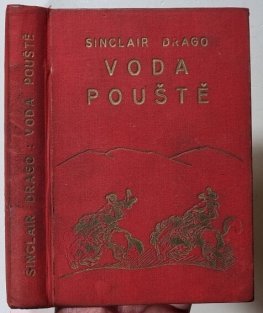 SINCLAIR DRAGO
VODA
POUŠTĚ
SINCLAIR DRAGO : VODA POUŠTĚ